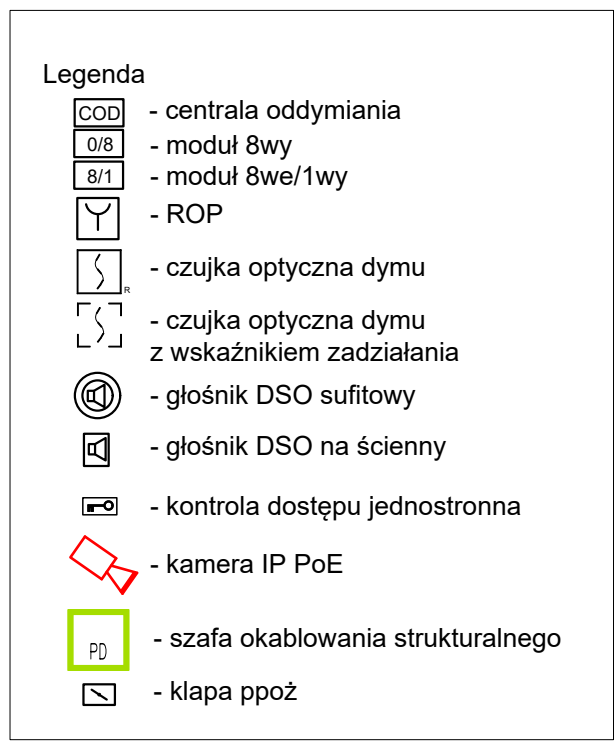 Legenda
COD - centrala oddymiania
0/8 - moduł 8wy
8/1 - moduł 8we/1wy
- ROP
R - czujka optyczna dymu
- czujka optyczna dymu
z wskaźnikiem zadziałania
- głośnik DSO sufitowy
- głośnik DSO na ścienny
- kontrola dostępu jednostronna
- kamera IP PoE
PD - szafa okablowania strukturalnego
- klapa ppoż